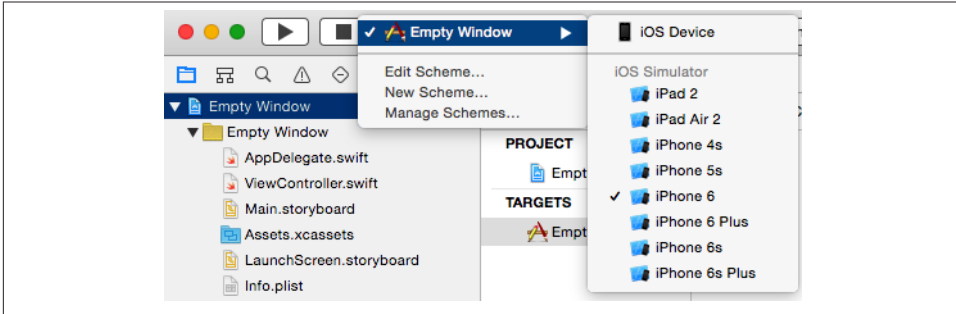 Empty Window
iOS Device
Edit Scheme...
New Scheme...
Manage Schemes...
iOS Simulator
iPad 2
iPad Air 2
iPhone 4s
iPhone 5s
iPhone 6
iPhone 6 Plus
iPhone 6s
iPhone 6s Plus
Empty Window
Empty Window
AppDelegate.swift
ViewController.swift
Main.storyboard
Assets.xcassets
LaunchScreen.storyboard
Info.plist
PROJECT
Empt
TARGETS
Empt